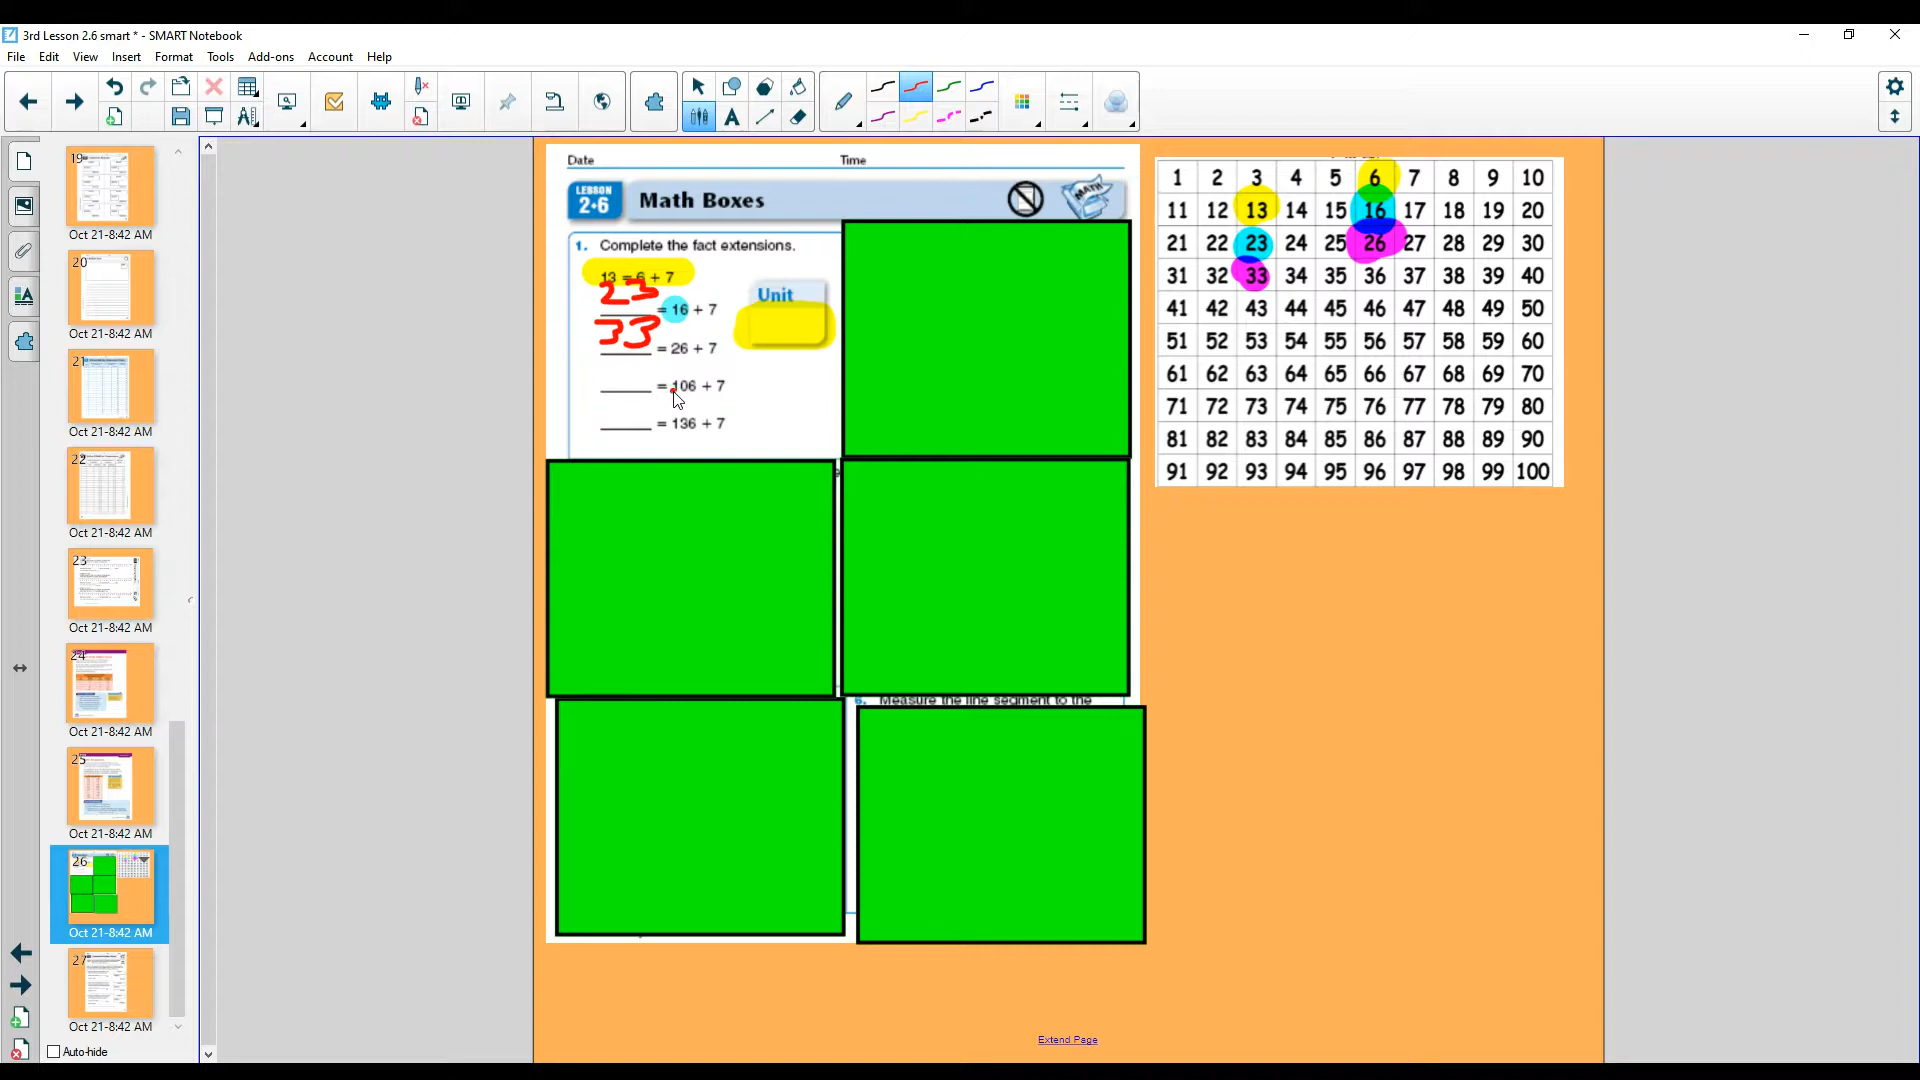 3rd Lesson 2.6 smart * - SMART Notebook
File Edit View Insert Format Tools Add-ons Account Help
19
Oct 21-8:42 AM
20
Oct 21-8:42 AM
21
Oct 21-8:42 AM
22
Oct 21-8:42 AM
23
Oct 21-8:42 AM
24
Oct 21-8:42 AM
25
Oct 21-8:42 AM
26
Oct 21-8:42 AM
27
Oct 21-8:42 AM
Auto-hide
Date Time
LESSON
2·6
Math Boxes
MATH
1. Complete the fact extensions.
13 = 6 + 7
Unit
23 = 16 + 7
33 = 26 + 7
______ = 106 + 7
______ = 136 + 7
6. Measure the line segment to the
1 2 3 4 5 6 7 8 9 10
11 12 13 14 15 16 17 18 19 20
21 22 23 24 25 26 27 28 29 30
31 32 33 34 35 36 37 38 39 40
41 42 43 44 45 46 47 48 49 50
51 52 53 54 55 56 57 58 59 60
61 62 63 64 65 66 67 68 69 70
71 72 73 74 75 76 77 78 79 80
81 82 83 84 85 86 87 88 89 90
91 92 93 94 95 96 97 98 99 100
Extend Page